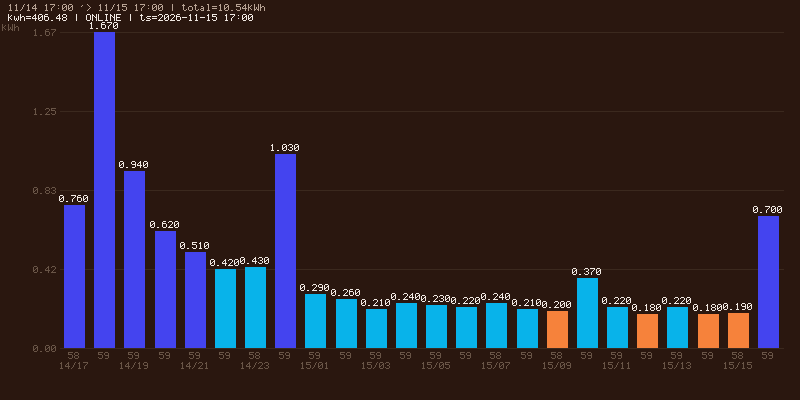 11/14 17:00 -> 11/15 17:00 | total=10.54kWh
Kwh=406.48 | ONLINE | ts=2026-11-15 17:00
kWh
1.670
1.67
1.25
1.030
0.940
0.83
0.760
0.700
0.620
0.510
0.42
0.420 0.430
0.370
0.290 0.260 0.210 0.240 0.230 0.220 0.240 0.210 0.200 0.220 0.180 0.220 0.180 0.190
0.00
58 59 59 59 59 59 58 59 59 59 59 59 59 59 59 59 58 59 59 59 59 59 58 59
14/17 14/19 14/21 14/23 15/01 15/03 15/05 15/07 15/09 15/11 15/13 15/15